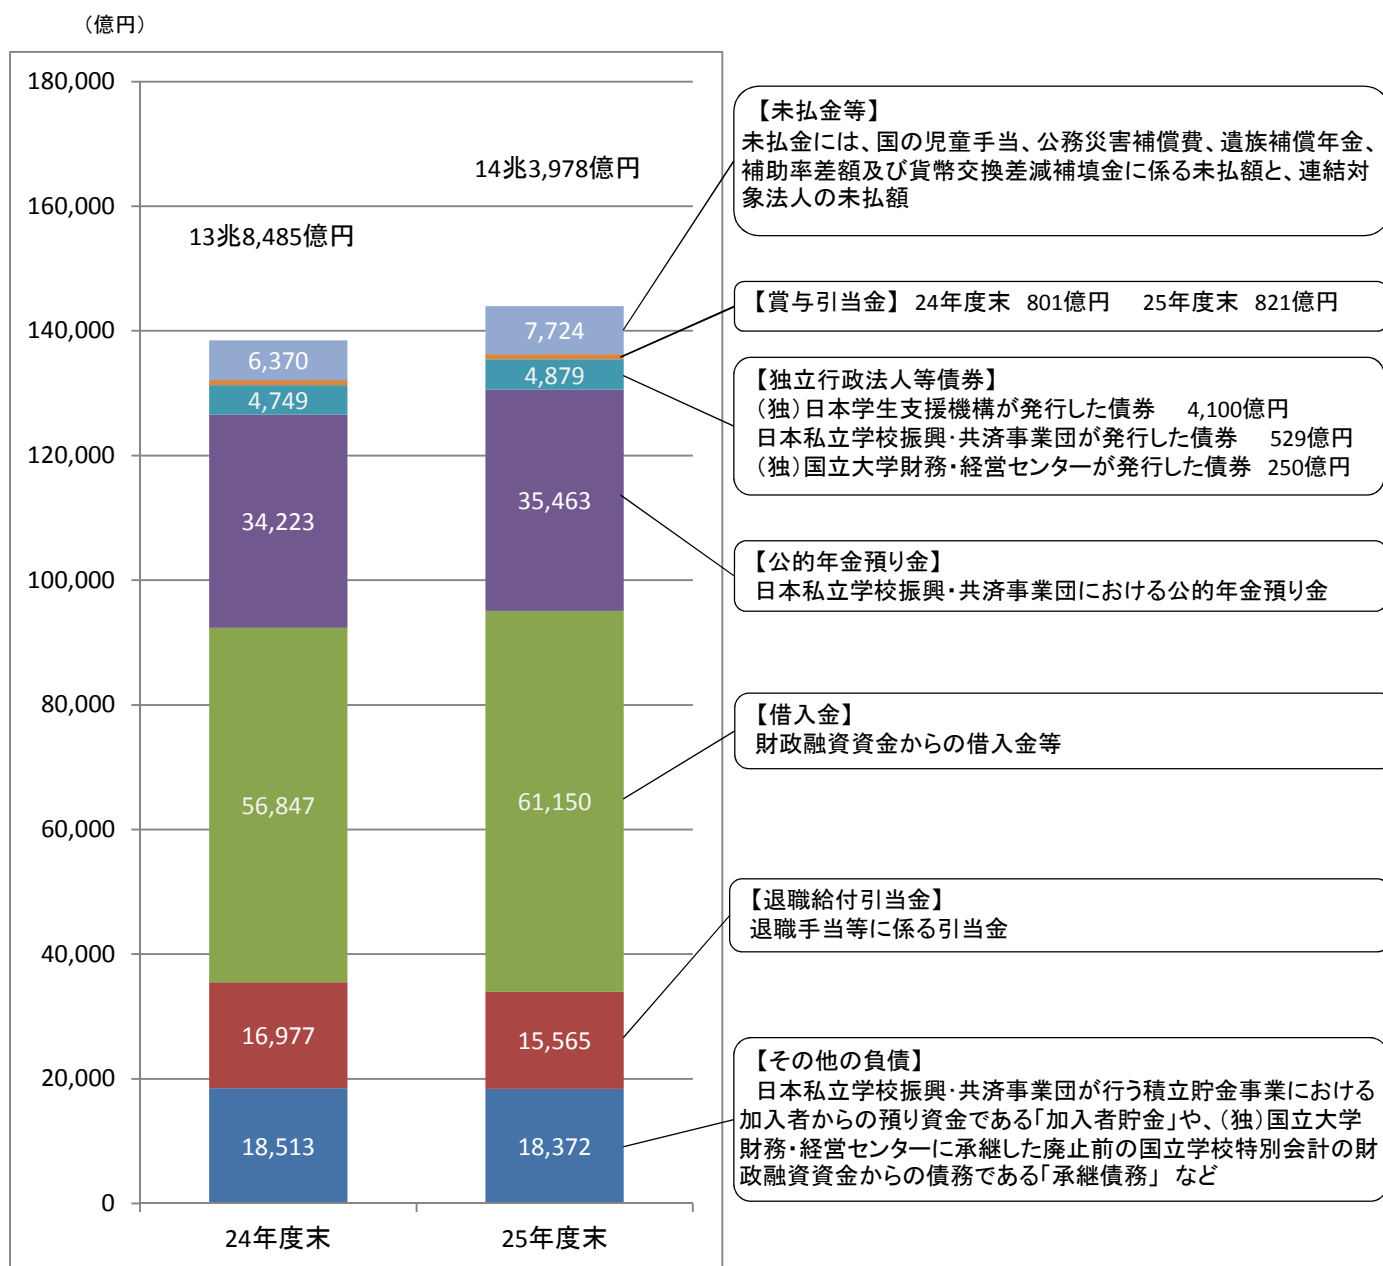 （億円）
180,000
160,000
140,000
120,000
100,000
80,000
60,000
40,000
20,000
0
13兆8,485億円
6,370
4,749
34,223
56,847
16,977
18,513
24年度末
14兆3,978億円
7,724
4,879
35,463
61,150
15,565
18,372
25年度末
【未払金等】
未払金には、国の児童手当、公務災害補償費、遺族補償年金、
補助率差額及び貨幣交換差減補填金に係る未払額と、連結対
象法人の未払額
【賞与引当金】 24年度末 801億円　25年度末 821億円
【独立行政法人等債券】
（独）日本学生支援機構が発行した債券　4,100億円
日本私立学校振興・共済事業団が発行した債券　529億円
（独）国立大学財務・経営センターが発行した債券 250億円
【公的年金預り金】
日本私立学校振興・共済事業団における公的年金預り金
【借入金】
財政融資資金からの借入金等
【退職給付引当金】
退職手当等に係る引当金
【その他の負債】
日本私立学校振興・共済事業団が行う積立貯金事業における
加入者からの預り資金である「加入者貯金」や、（独）国立大学
財務・経営センターに承継した廃止前の国立学校特別会計の財
政融資資金からの債務である「承継債務」 など